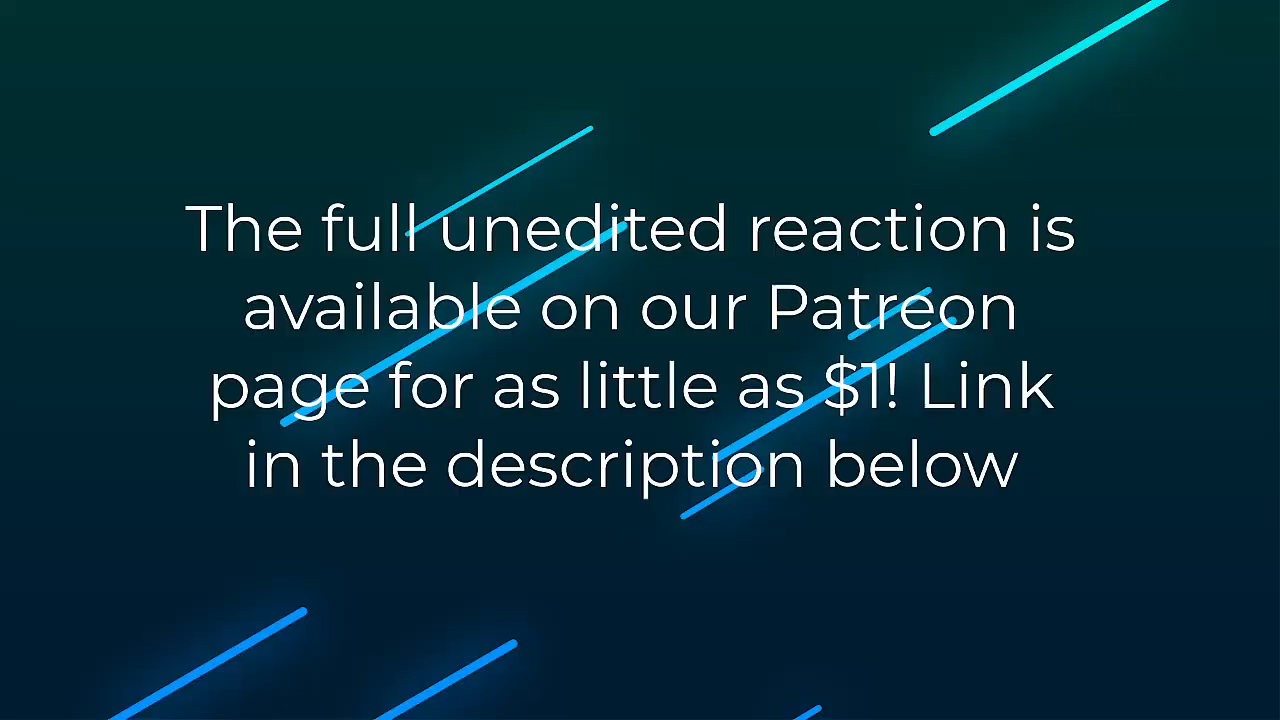 The full unedited reaction is
available on our Patreon
page for as little as $1! Link
in the description below